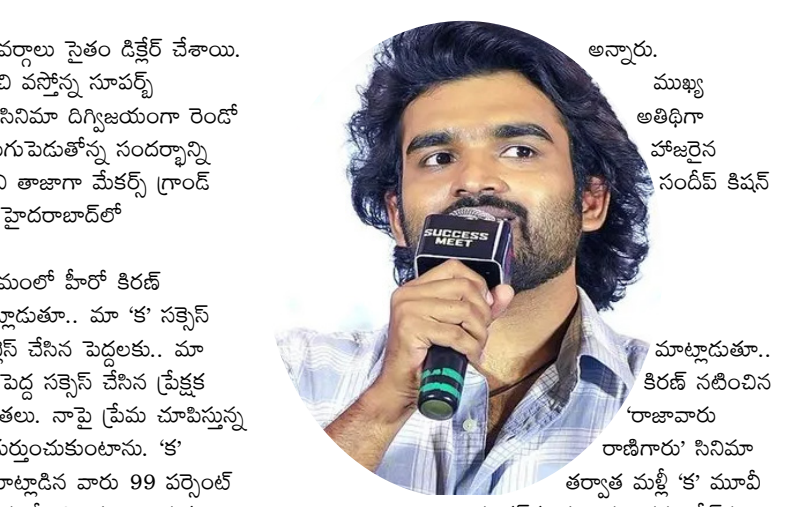 వర్గాలు సైతం డిక్లేర్ చేశాయి.
వస్తోన్న సూపర్బ్
సినిమా దిగ్విజయంగా రెండో
సందర్భాన్ని
తాజాగా మేకర్స్ గ్రాండ్
హైదరాబాద్‌లో
హీరో కిరణ్
మా ‘క’ సక్సెస్
చేసిన పెద్దలకు.. మా
పెద్ద సక్సెస్ చేసిన ప్రేక్షక
నాపై ప్రేమ చూపిస్తున్న
‘క’
వారు 99 పర్సెంట్
SUCCESS
MEET
అన్నారు.
ముఖ్య
అతిథిగా
హాజరైన
సందీప్ కిషన్
మాట్లాడుతూ..
కిరణ్ నటించిన
‘రాజావారు
రాణిగారు’ సినిమా
తర్వాత మళ్లీ ‘క’ మూవీ